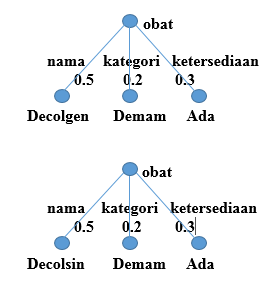 obat
nama kategori ketersediaan
0.5 0.2 0.3
Decolgen Demam Ada
obat
nama kategori ketersediaan
0.5 0.2 0.3
Decolsin Demam Ada